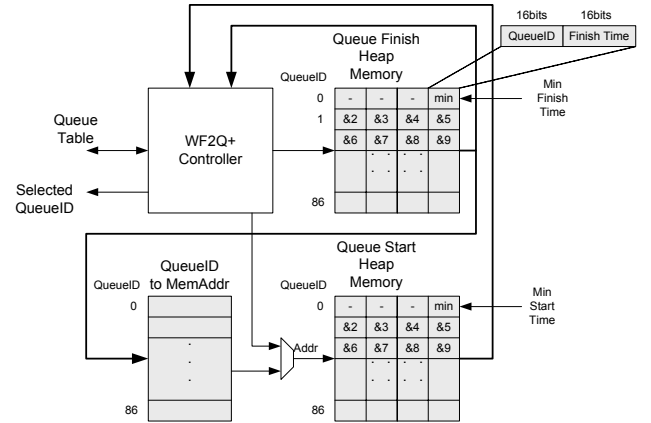 16bits 16bits
QueueID Finish Time
Queue Finish
Heap
Memory
QueueID
0 - - - min
1 &2 &3 &4 &5
&6 &7 &8 &9
86
Min
Finish
Time
Queue
Table
WF2Q+
Controller
Selected
QueueID
QueueID
to MemAddr
QueueID
0
86
Addr
Queue Start
Heap
Memory
QueueID
0 - - - min
&2 &3 &4 &5
&6 &7 &8 &9
86
Min
Start
Time